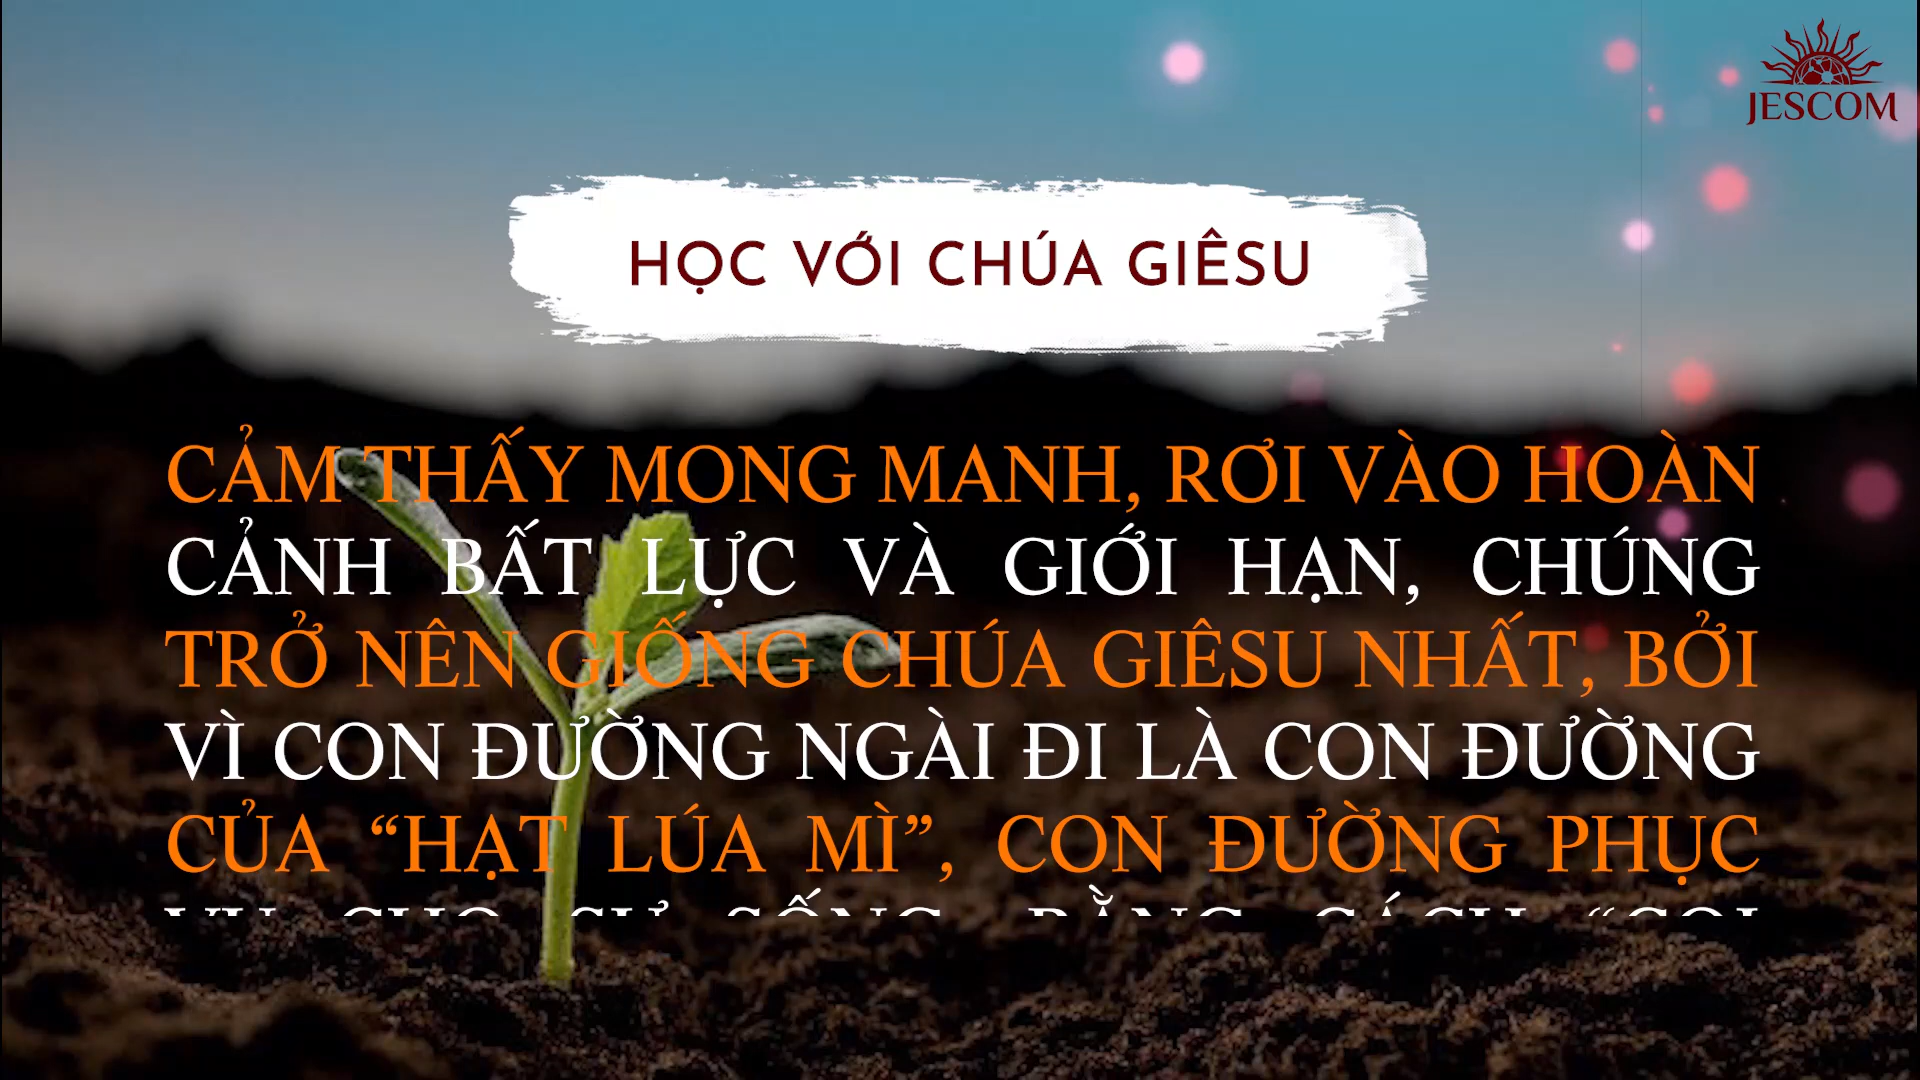 JESCOM
HỌC VỚI CHÚA GIÊSU
CẢM THẤY MONG MANH, RƠI VÀO HOÀN
CẢNH BẤT LỰC VÀ GIỚI HẠN, CHÚNG
TRỞ NÊN GIỐNG CHÚA GIÊSU NHẤT, BỞI
VÌ CON ĐƯỜNG NGÀI ĐI LÀ CON ĐƯỜNG
CỦA “HẠT LÚA MÌ”, CON ĐƯỜNG PHỤC